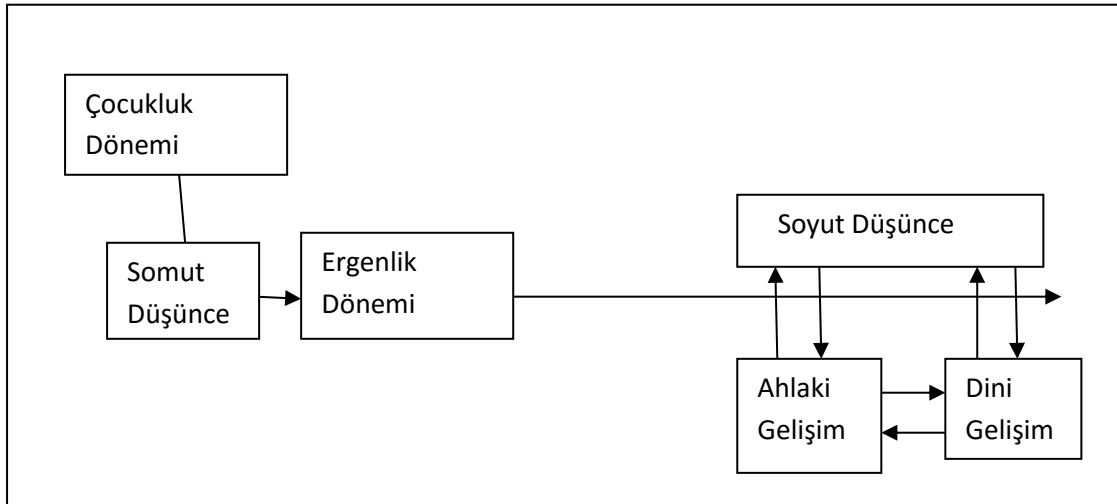 Çocukluk
Dönemi
Somut
Düşünce
Ergenlik
Dönemi
Soyut Düşünce
Ahlaki
Gelişim
Dini
Gelişim